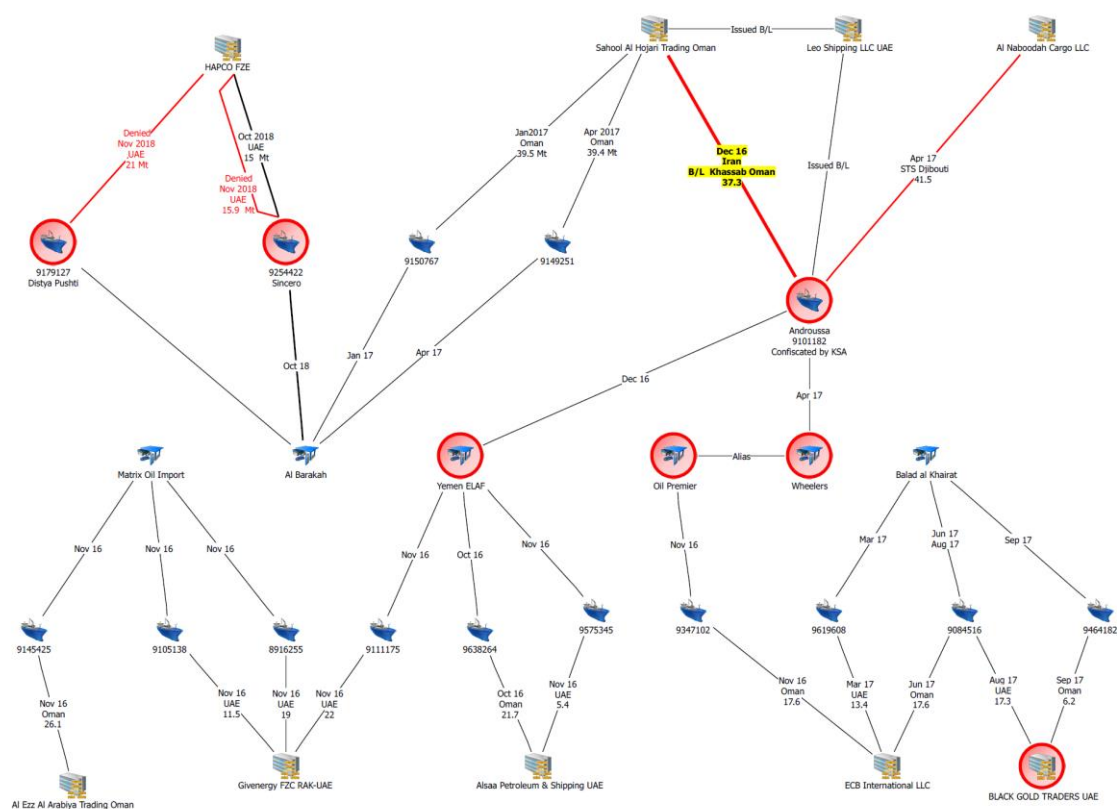 Sahool Al Hojari Trading Oman
Issued B/L
Leo Shipping LLC UAE
Al Naboodah Cargo LLC
HAPCO FZE
Denied
Nov 2018
UAE
21 Mt
Oct 2018
UAE
15 Mt
Denied
Nov 2018
UAE
15.9 Mt
Jan2017
Oman
39.5 Mt
Apr 2017
Oman
39.4 Mt
Dec 16
Iran
B/L Khassab Oman
37.3
Issued B/L
Apr 17
STS Djibouti
41.5
9179127
Distya Pushti
9254422
Sincero
9150767
9149251
Androussa
9101182
Confiscated by KSA
Oct 18
Jan 17
Apr 17
Dec 16
Apr 17
Matrix Oil Import
Al Barakah
Yemen ELAF
Oil Premier
Alias
Wheelers
Balad al Khairat
Nov 16
Nov 16
Nov 16
Nov 16
Oct 16
Nov 16
Nov 16
Mar 17
Jun 17
Aug 17
Sep 17
9145425
9105138
8916255
9111175
9638264
9575345
9347102
9619608
9084516
9464182
Nov 16
Oman
26.1
Nov 16
UAE
11.5
Nov 16
UAE
19
Nov 16
UAE
22
Oct 16
Oman
21.7
Nov 16
UAE
5.4
Nov 16
Oman
17.6
Mar 17
UAE
13.4
Jun 17
Oman
17.6
Aug 17
UAE
17.3
Sep 17
Oman
6.2
Al Ezz Al Arabiya Trading Oman
Givenergy FZC RAK-UAE
Alsaa Petroleum & Shipping UAE
ECB International LLC
BLACK GOLD TRADERS UAE